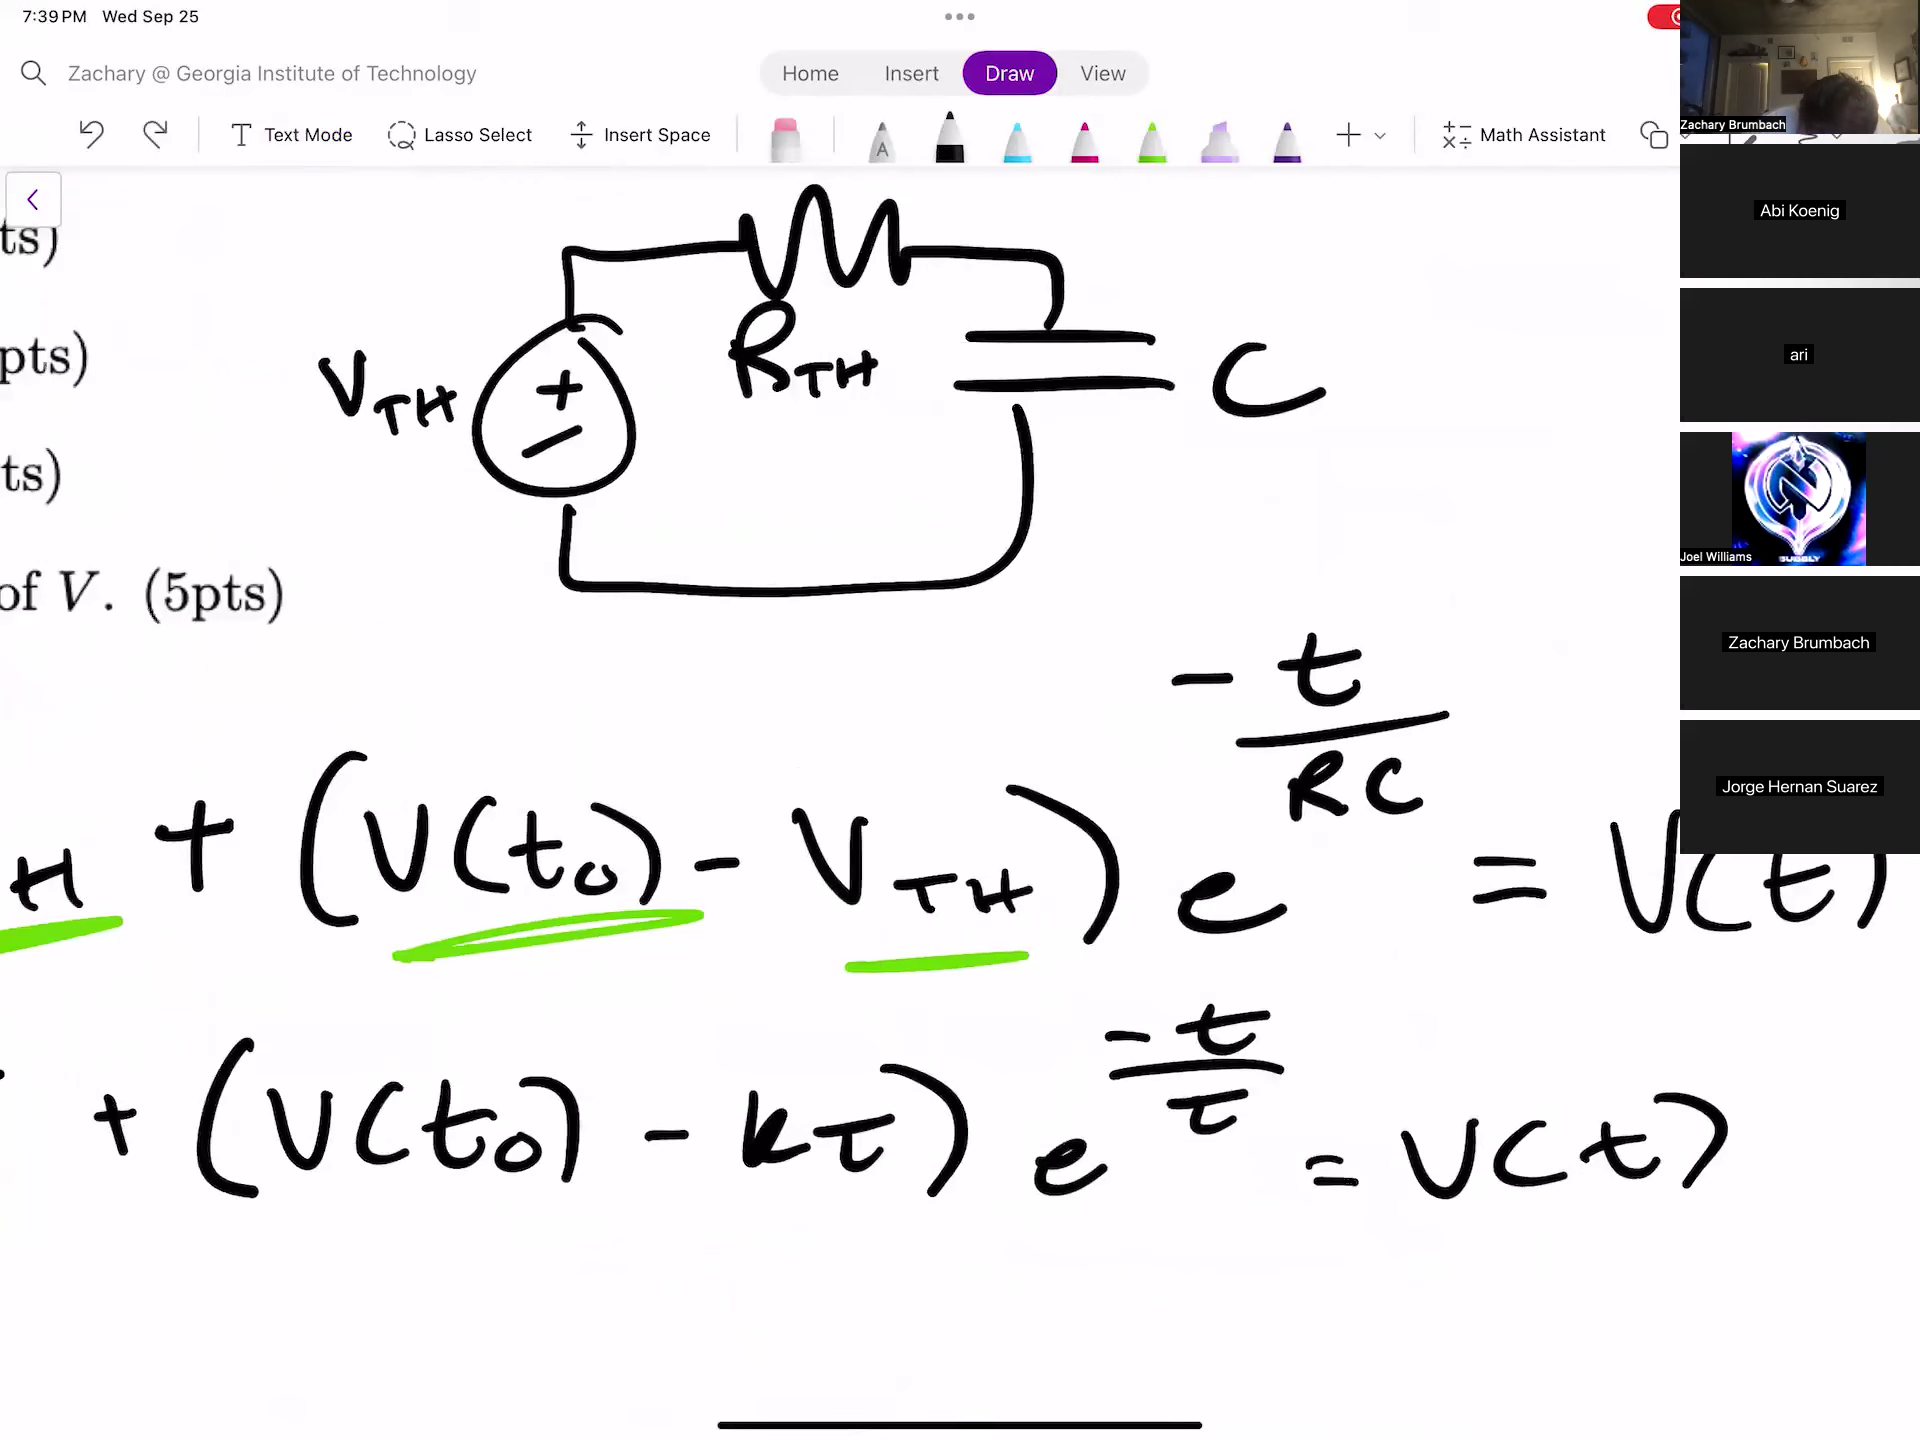 7:39 PM Wed Sep 25
Zachary @ Georgia Institute of Technology
Home Insert Draw View
Text Mode Lasso Select Insert Space A Math Assistant
Zachary Brumbach
Abi Koenig
ari
Joel Williams
Zachary Brumbach
Jorge Hernan Suarez
ts)
pts)
ts)
of V. (5pts)
V_TH + − R_TH C
H + (V(t₀) − V_TH) e^(−t/RC) = V(t)
+ (V(t₀) − kτ) e^(−t/τ) = V(t)